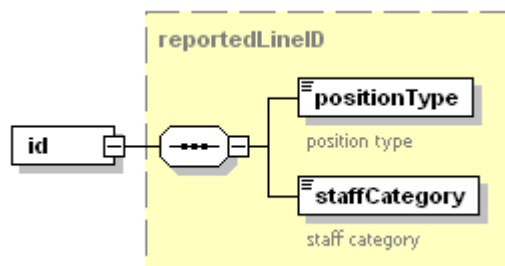 reportedLineID
id
positionType
position type
staffCategory
staff category